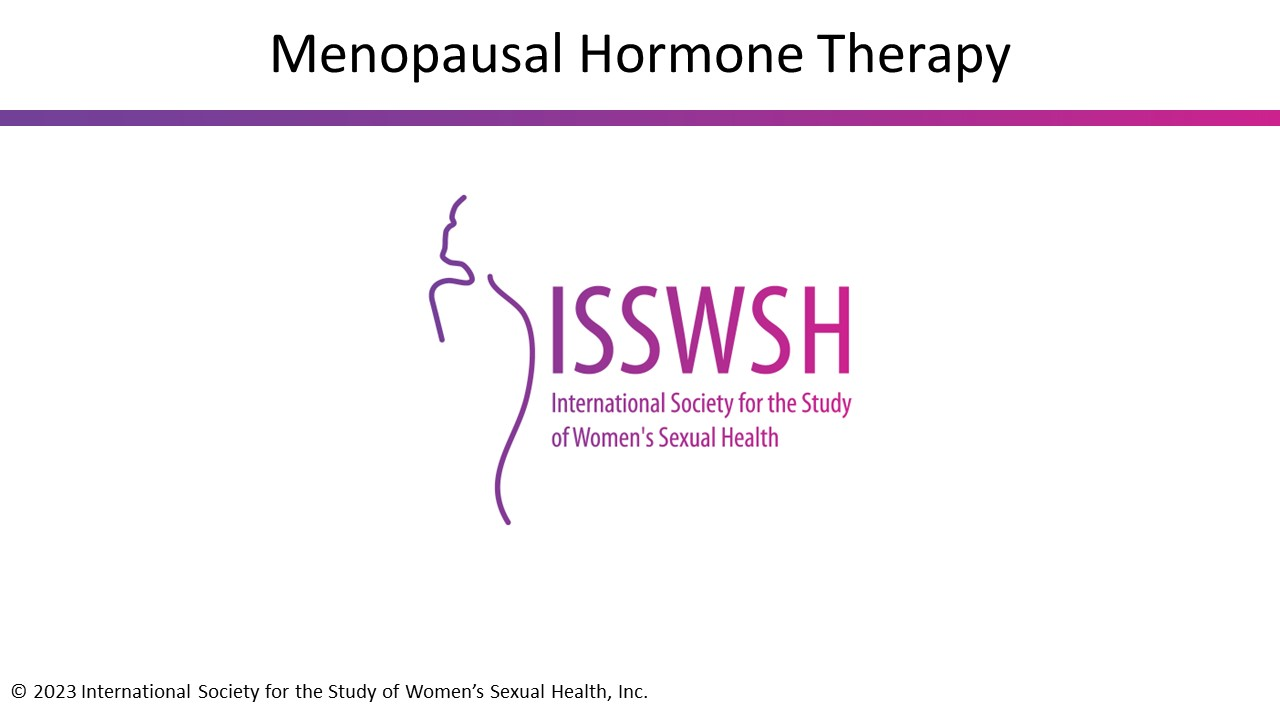 Menopausal Hormone Therapy
ISSWSH
International Society for the Study
of Women's Sexual Health
© 2023 International Society for the Study of Women’s Sexual Health, Inc.